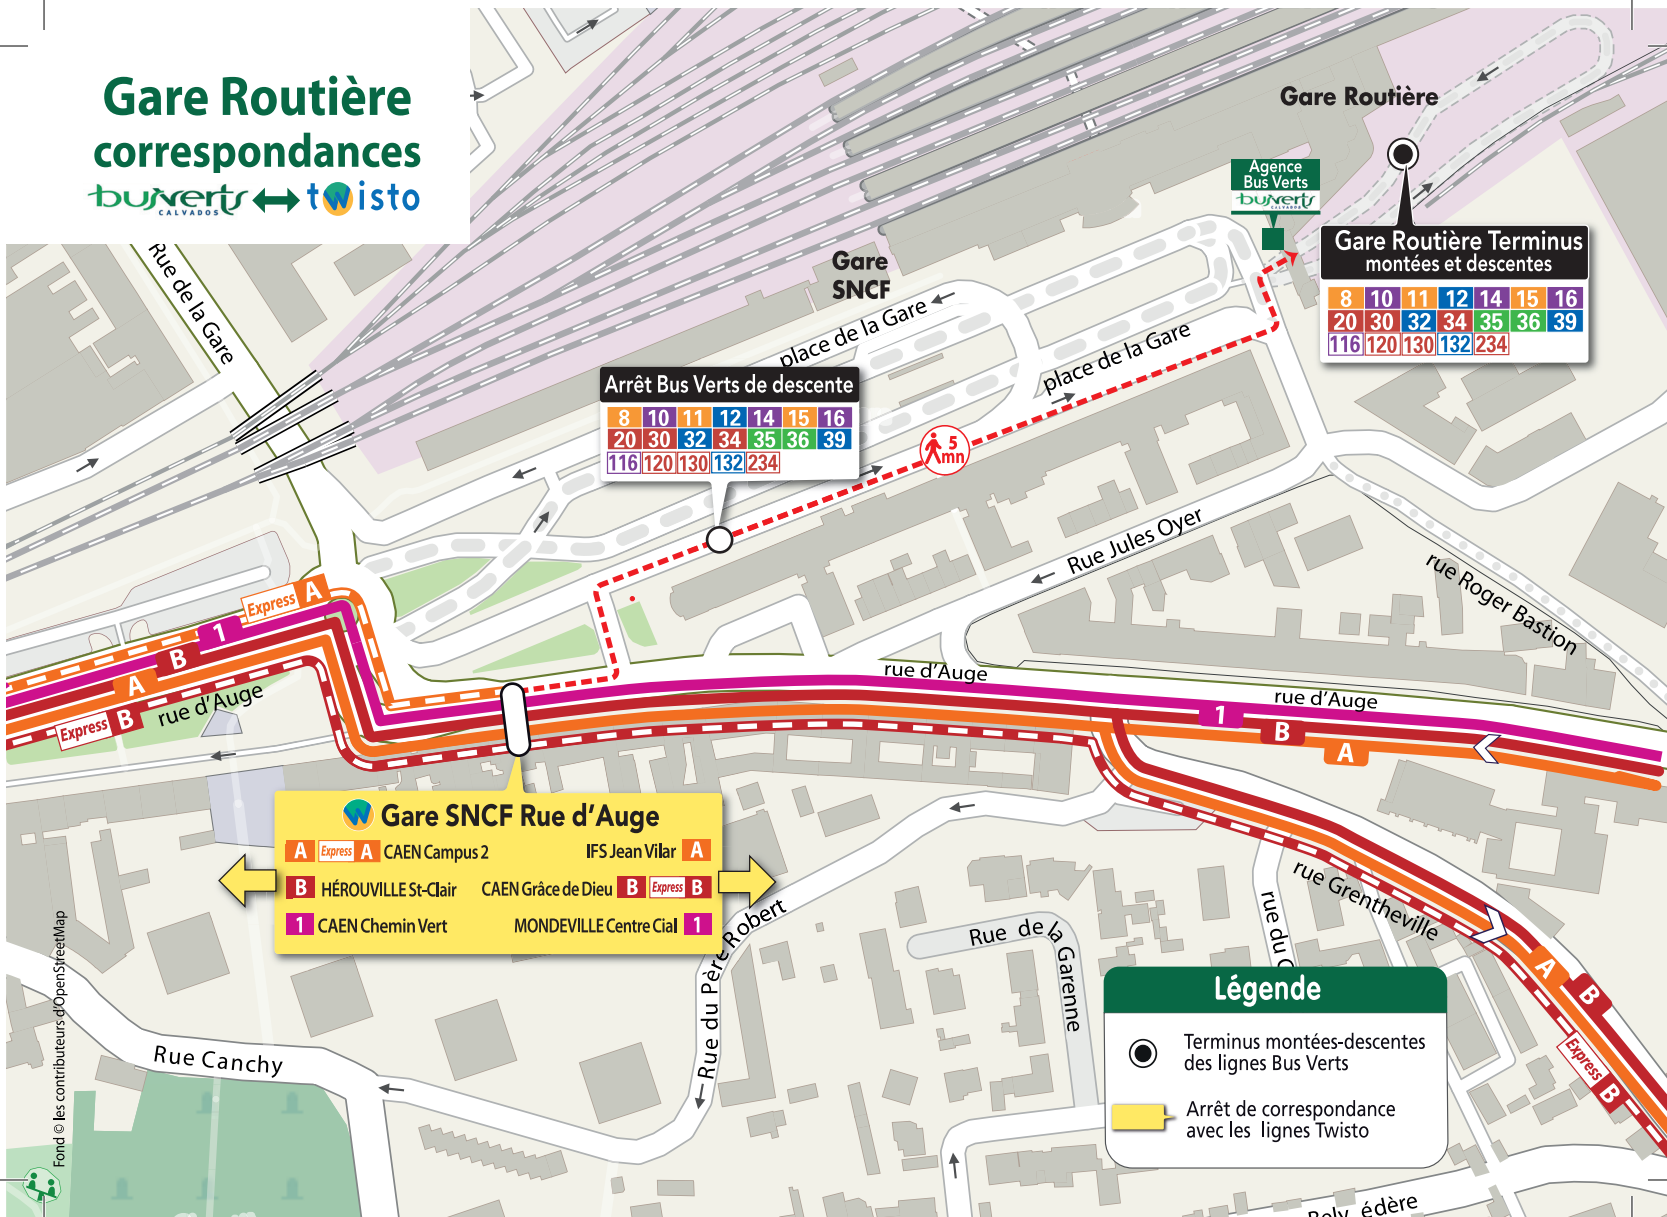 Gare Routière
correspondances
busverts
CALVADOS
twisto
Rue de la Gare
Gare
SNCF
place de la Gare
place de la Gare
Gare Routière
Agence
Bus Verts
busverts
CALVADOS
Gare Routière Terminus
montées et descentes
8 10 11 12 14 15 16
20 30 32 34 35 36 39
116 120 130 132 234
Arrêt Bus Verts de descente
8 10 11 12 14 15 16
20 30 32 34 35 36 39
116 120 130 132 234
5
mn
Rue Jules Oyer
rue Roger Bastion
Express A
1
B
A
Express B
rue d'Auge
rue d'Auge
rue d'Auge
1
B
A
Gare SNCF Rue d'Auge
A Express A CAEN Campus 2
IFS Jean Vilar A
B HÉROUVILLE St-Clair
CAEN Grâce de Dieu B Express B
1 CAEN Chemin Vert
MONDEVILLE Centre Cial 1
rue Grentheville
A
B
Express B
rue du
Rue de la Garenne
Rue du Père Robert
Rue Canchy
Fond © les contributeurs d'OpenStreetMap
Légende
Terminus montées-descentes
des lignes Bus Verts
Arrêt de correspondance
avec les lignes Twisto
édère